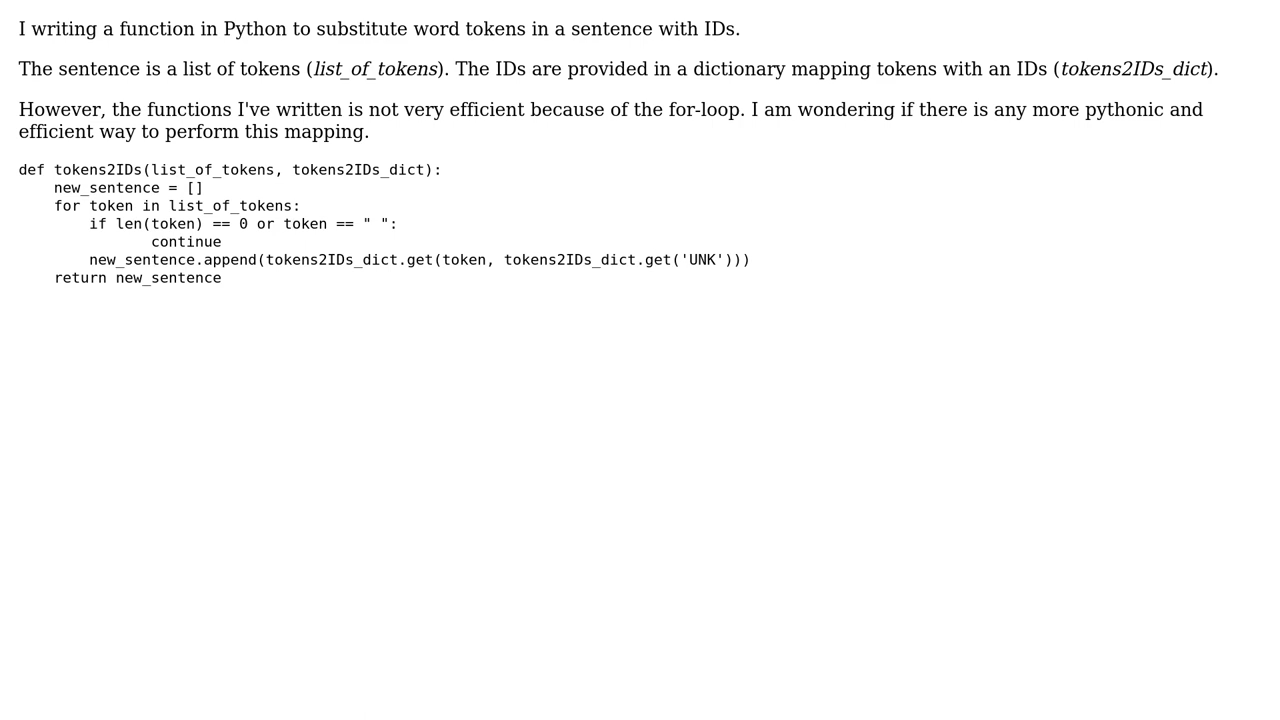 I writing a function in Python to substitute word tokens in a sentence with IDs.
The sentence is a list of tokens (list_of_tokens). The IDs are provided in a dictionary mapping tokens with an IDs (tokens2IDs_dict).
However, the functions I've written is not very efficient because of the for-loop. I am wondering if there is any more pythonic and
efficient way to perform this mapping.
def tokens2IDs(list_of_tokens, tokens2IDs_dict):
    new_sentence = []
    for token in list_of_tokens:
        if len(token) == 0 or token == " ":
               continue
        new_sentence.append(tokens2IDs_dict.get(token, tokens2IDs_dict.get('UNK')))
    return new_sentence